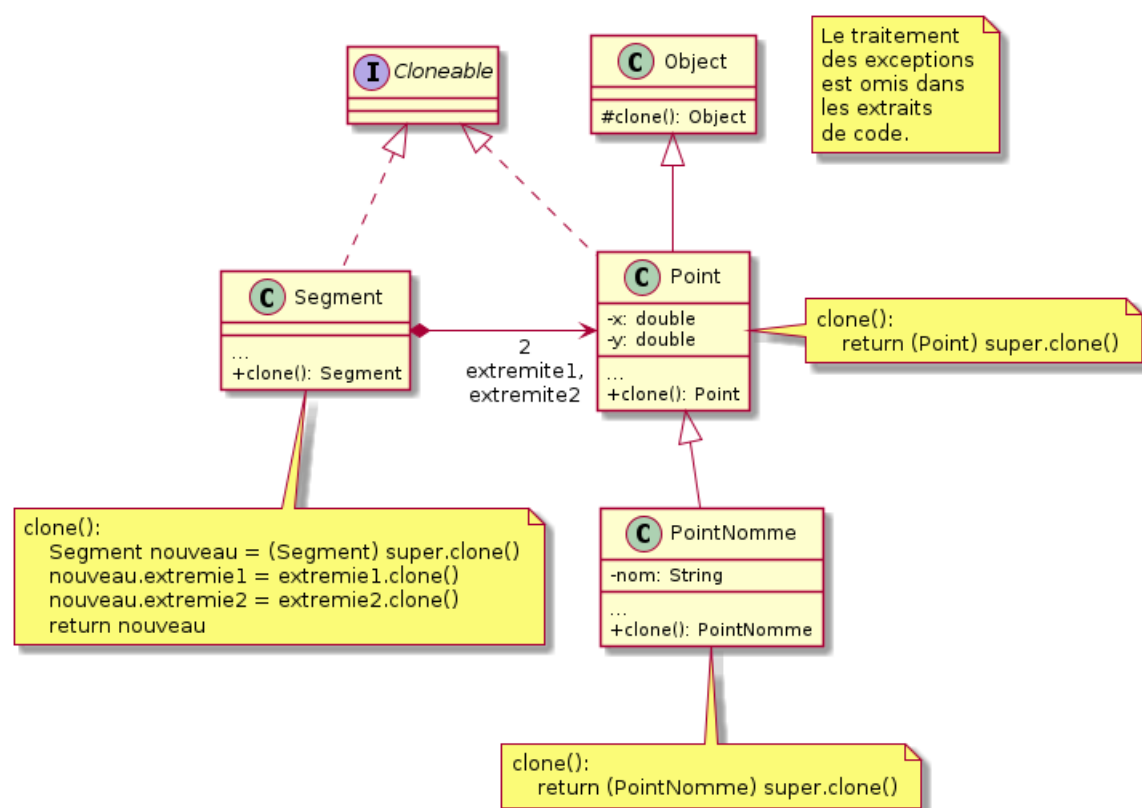 I Cloneable
C Object
#clone(): Object
Le traitement
des exceptions
est omis dans
les extraits
de code.
C Segment
...
+clone(): Segment
2
extremite1,
extremite2
C Point
-x: double
-y: double
...
+clone(): Point
clone():
return (Point) super.clone()
clone():
Segment nouveau = (Segment) super.clone()
nouveau.extremie1 = extremie1.clone()
nouveau.extremie2 = extremie2.clone()
return nouveau
C PointNomme
-nom: String
...
+clone(): PointNomme
clone():
return (PointNomme) super.clone()